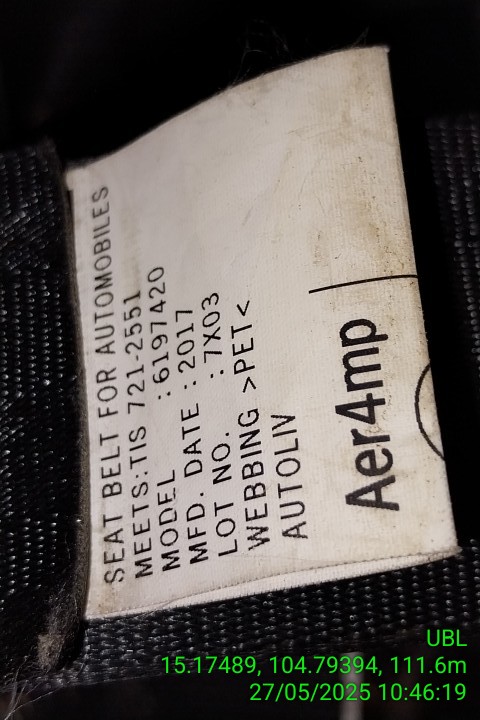 SEAT BELT FOR AUTOMOBILES
MEETS:TIS 721-2551
MODEL :6197420
MFD. DATE :2017
LOT NO. :7X03
WEBBING >PET<
AUTOLIV
Aer4mp
UBL
15.17489, 104.79394, 111.6m
27/05/2025 10:46:19